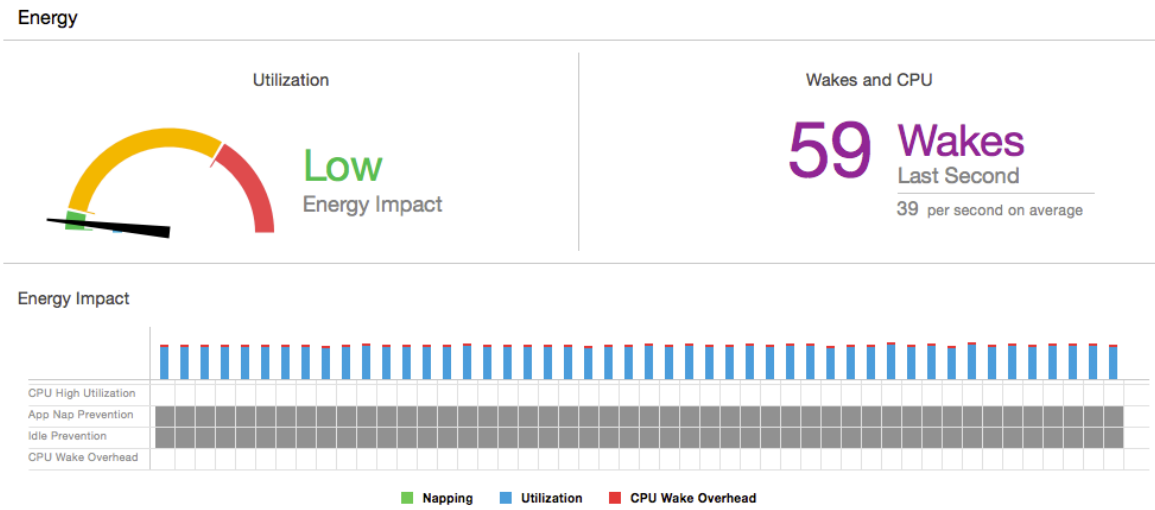 Energy
Utilization
Low
Energy Impact
Wakes and CPU
59 Wakes
Last Second
39 per second on average
Energy Impact
CPU High Utilization
App Nap Prevention
Idle Prevention
CPU Wake Overhead
Napping Utilization CPU Wake Overhead